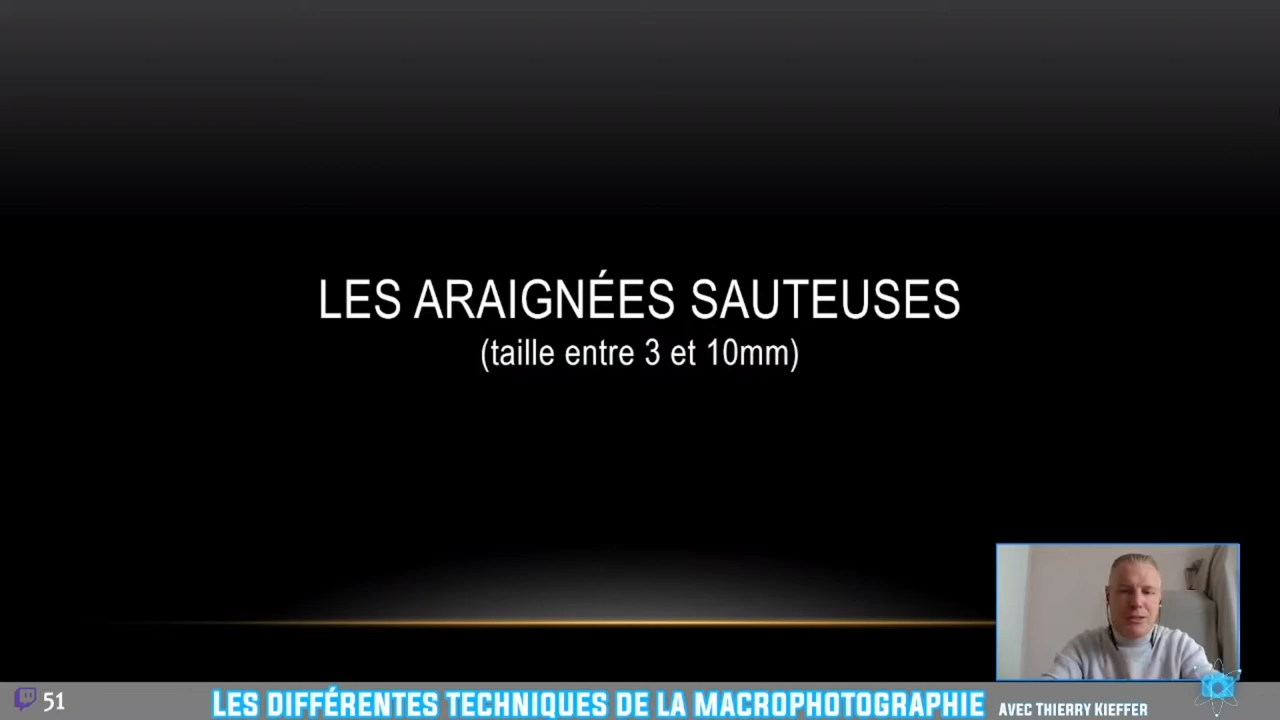 LES ARAIGNÉES SAUTEUSES
(taille entre 3 et 10mm)
51
LES DIFFÉRENTES TECHNIQUES DE LA MACROPHOTOGRAPHIE AVEC THIERRY KIEFFER